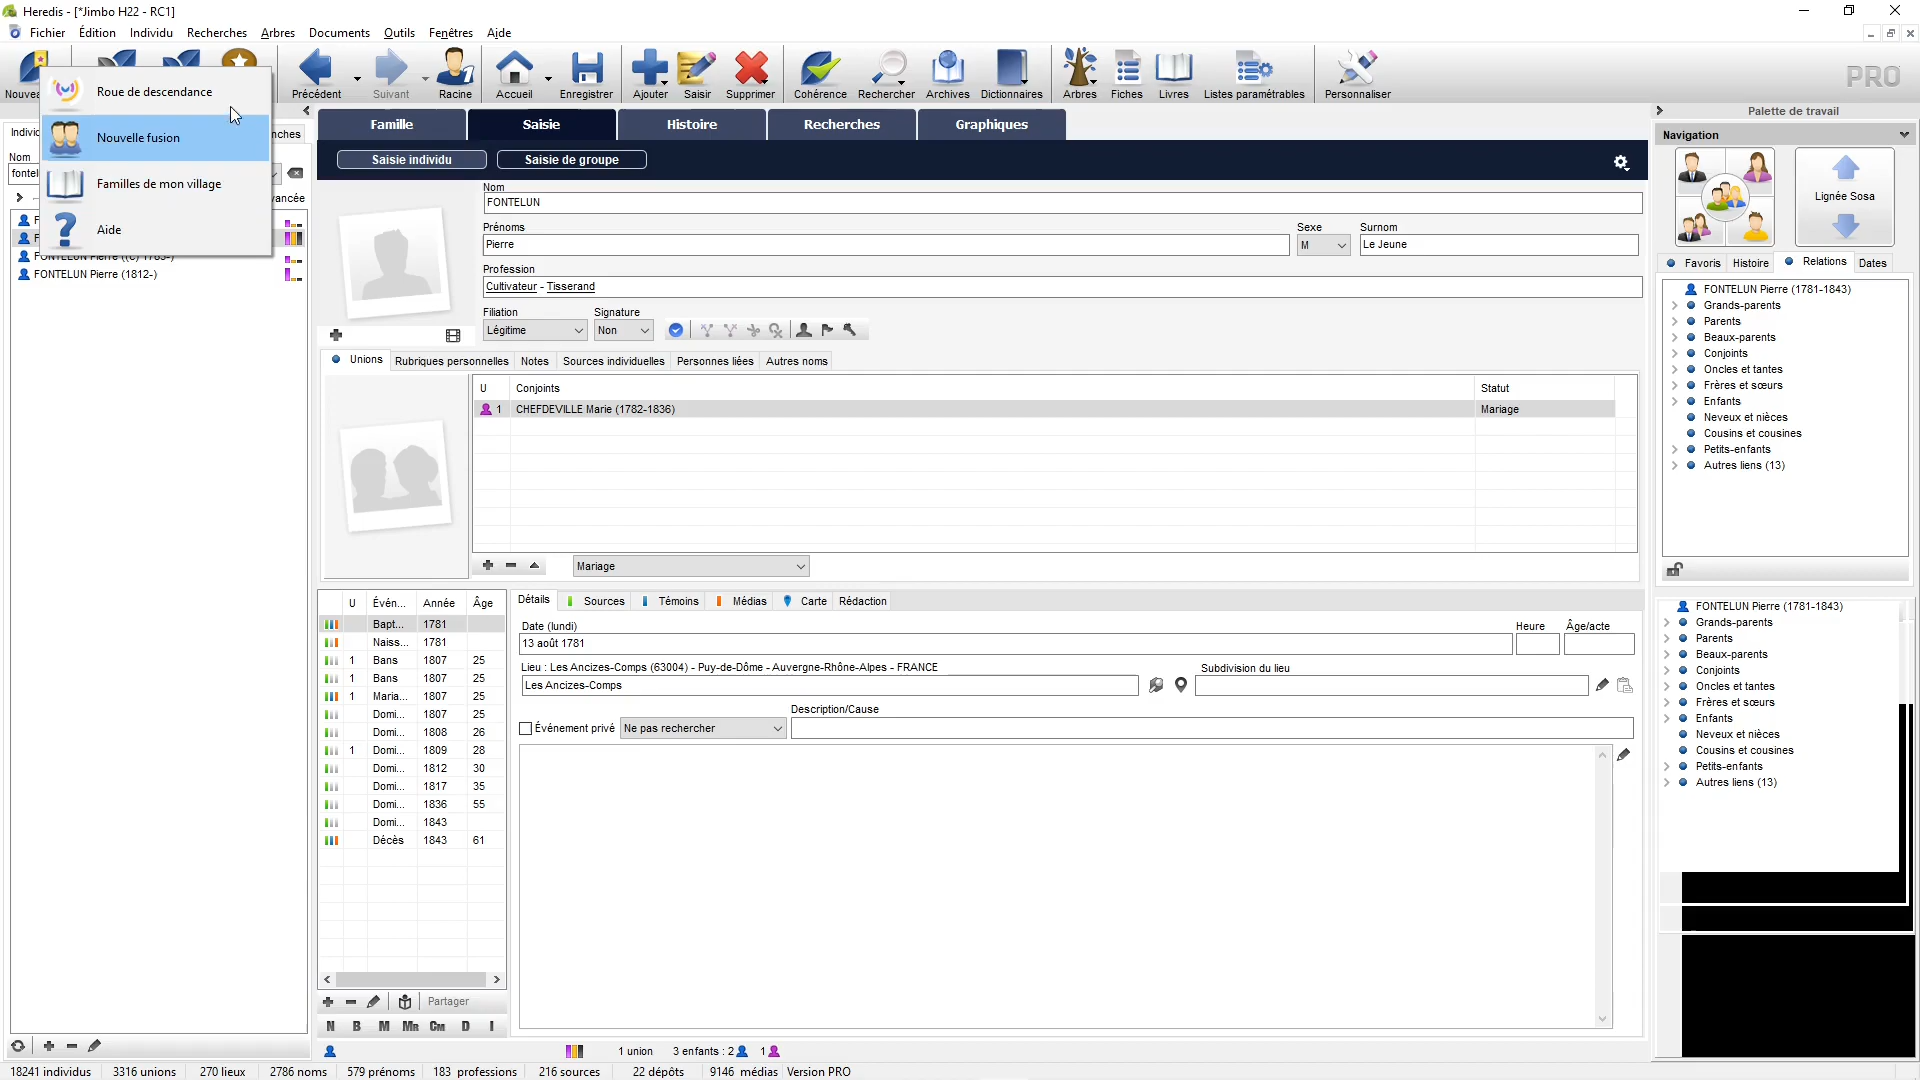 Heredis - [*Jimbo H22 - RC1]
Fichier Édition Individu Recherches Arbres Documents Outils Fenêtres Aide
Précédent Suivant Racine Accueil Enregistrer Ajouter Saisir Supprimer Cohérence Rechercher Archives Dictionnaires Arbres Fiches Livres Listes paramétrables Personnaliser
PRO
Roue de descendance
Nouvelle fusion
Familles de mon village
Aide
Nom
FONTELUN Pierre (1812-)
Famille Saisie Histoire Recherches Graphiques
Saisie individu Saisie de groupe
Nom
FONTELUN
Prénoms Sexe Surnom
Pierre M Le Jeune
Profession
Cultivateur - Tisserand
Filiation Signature
Légitime Non
Unions Rubriques personnelles Notes Sources individuelles Personnes liées Autres noms
U Conjoints Statut
1 CHEFDEVILLE Marie (1782-1836) Mariage
Mariage
U Évén... Année Âge
Bapt... 1781
Naiss... 1781
1 Bans 1807 25
1 Bans 1807 25
1 Maria... 1807 25
Domi... 1807 25
Domi... 1808 26
1 Domi... 1809 28
Domi... 1812 30
Domi... 1817 35
Domi... 1836 55
Domi... 1843
Décès 1843 61
Partager
N B M MR CM D I
Détails Sources Témoins Médias Carte Rédaction
Date (lundi) Heure Âge/acte
13 août 1781
Lieu : Les Ancizes-Comps (63004) - Puy-de-Dôme - Auvergne-Rhône-Alpes - FRANCE Subdivision du lieu
Les Ancizes-Comps
Description/Cause
Événement privé Ne pas rechercher
1 union 3 enfants : 2 1
Palette de travail
Navigation
Lignée Sosa
Favoris Histoire Relations Dates
FONTELUN Pierre (1781-1843)
Grands-parents
Parents
Beaux-parents
Conjoints
Oncles et tantes
Frères et sœurs
Enfants
Neveux et nièces
Cousins et cousines
Petits-enfants
Autres liens (13)
FONTELUN Pierre (1781-1843)
Grands-parents
Parents
Beaux-parents
Conjoints
Oncles et tantes
Frères et sœurs
Enfants
Neveux et nièces
Cousins et cousines
Petits-enfants
Autres liens (13)
18241 individus 3316 unions 270 lieux 2786 noms 579 prénoms 183 professions 216 sources 22 dépôts 9146 médias Version PRO